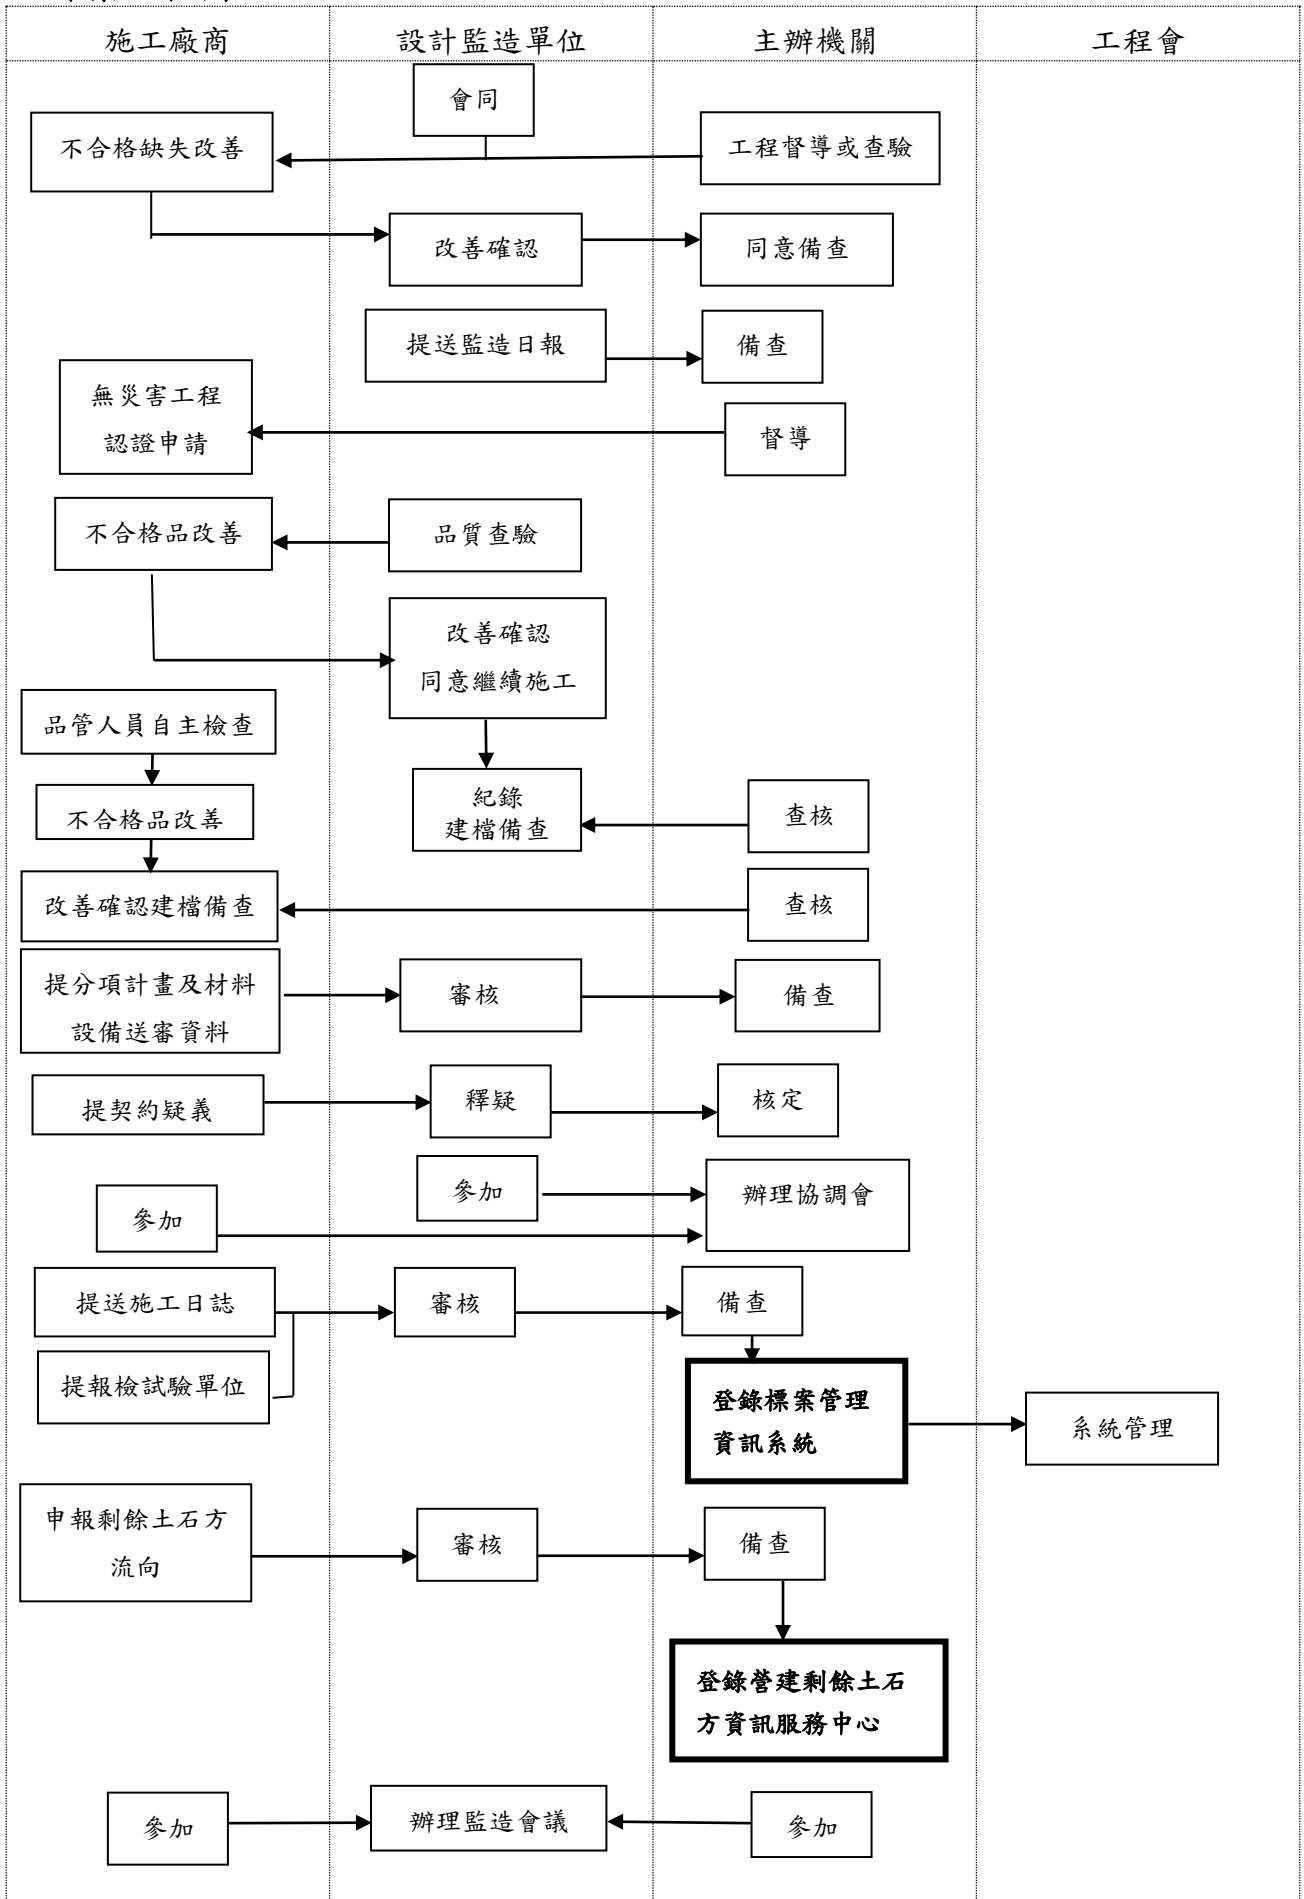 施工廠商
設計監造單位
主辦機關
工程會
會同
不合格缺失改善
工程督導或查驗
改善確認
同意備查
提送監造日報
備查
無災害工程
認證申請
督導
不合格品改善
品質查驗
改善確認
同意繼續施工
品管人員自主檢查
不合格品改善
紀錄
建檔備查
查核
改善確認建檔備查
查核
提分項計畫及材料
設備送審資料
審核
備查
提契約疑義
釋疑
核定
參加
辦理協調會
參加
提送施工日誌
審核
備查
提報檢試驗單位
登錄標案管理
資訊系統
系統管理
申報剩餘土石方
流向
審核
備查
登錄營建剩餘土石
方資訊服務中心
參加
辦理監造會議
參加